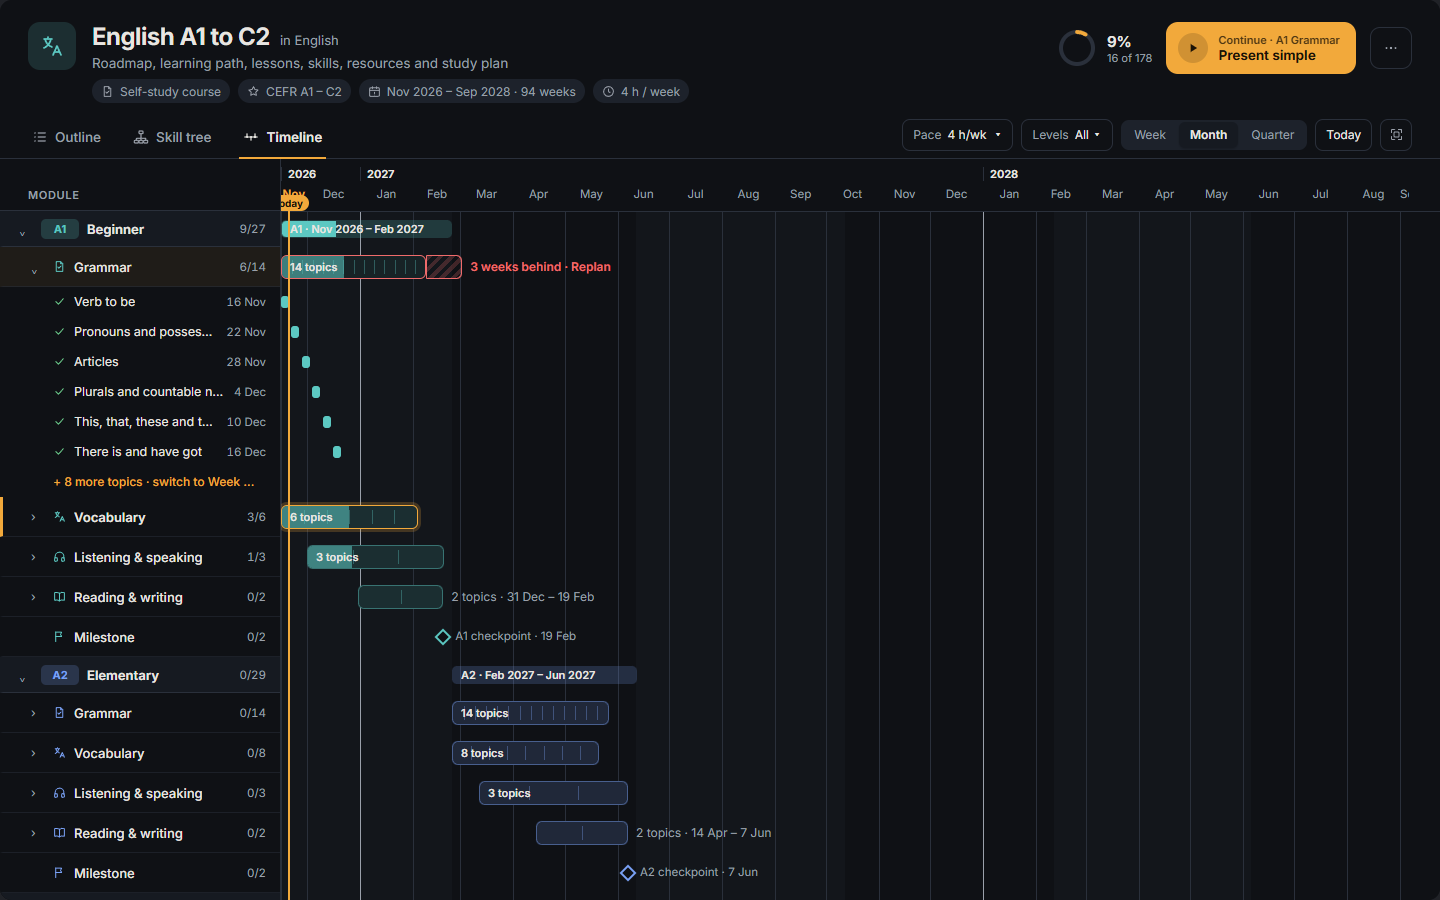 English A1 to C2 in English
Roadmap, learning path, lessons, skills, resources and study plan
Self-study course
CEFR A1 – C2
Nov 2026 – Sep 2028 · 94 weeks
4 h / week
9%
16 of 178
Continue · A1 Grammar
Present simple
Outline
Skill tree
Timeline
Pace 4 h/wk
Levels All
Week
Month
Quarter
Today
MODULE
2026 2027 2028
Nov Dec Jan Feb Mar Apr May Jun Jul Aug Sep Oct Nov Dec Jan Feb Mar Apr May Jun Jul Aug S
oday
A1 Beginner 9/27
A1 · Nov 2026 – Feb 2027
Grammar 6/14
14 topics
3 weeks behind · Replan
Verb to be 16 Nov
Pronouns and posses... 22 Nov
Articles 28 Nov
Plurals and countable n... 4 Dec
This, that, these and t... 10 Dec
There is and have got 16 Dec
+ 8 more topics · switch to Week ...
Vocabulary 3/6
6 topics
Listening & speaking 1/3
3 topics
Reading & writing 0/2
2 topics · 31 Dec – 19 Feb
Milestone 0/2
A1 checkpoint · 19 Feb
A2 Elementary 0/29
A2 · Feb 2027 – Jun 2027
Grammar 0/14
14 topics
Vocabulary 0/8
8 topics
Listening & speaking 0/3
3 topics
Reading & writing 0/2
2 topics · 14 Apr – 7 Jun
Milestone 0/2
A2 checkpoint · 7 Jun